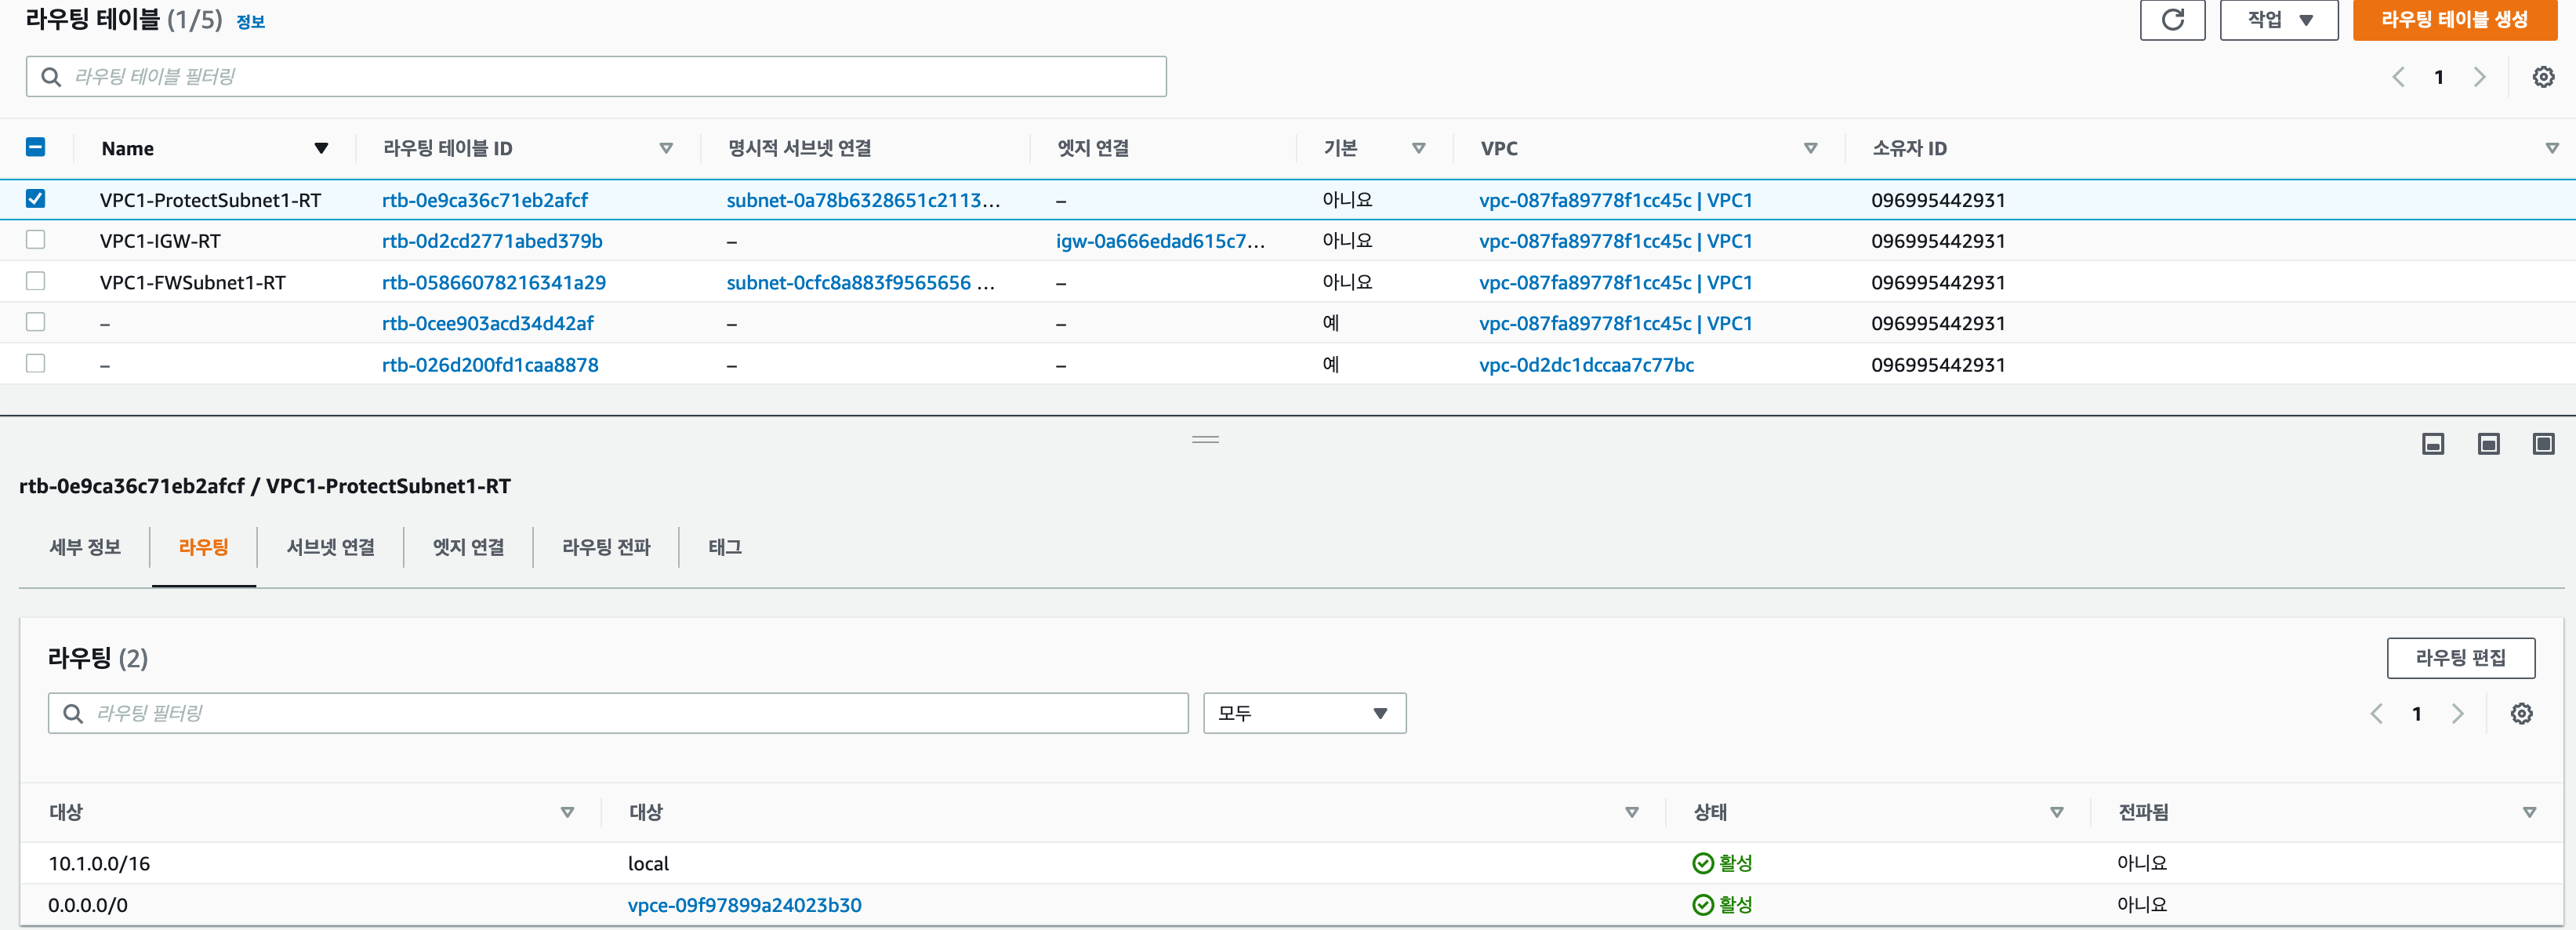 라우팅 테이블 (1/5) 정보
작업
라우팅 테이블 생성
라우팅 테이블 필터링
1
Name 라우팅 테이블 ID 명시적 서브넷 연결 엣지 연결 기본 VPC 소유자 ID
VPC1-ProtectSubnet1-RT rtb-0e9ca36c71eb2afcf subnet-0a78b6328651c2113... – 아니요 vpc-087fa89778f1cc45c | VPC1 096995442931
VPC1-IGW-RT rtb-0d2cd2771abed379b – igw-0a666edad615c7... 아니요 vpc-087fa89778f1cc45c | VPC1 096995442931
VPC1-FWSubnet1-RT rtb-05866078216341a29 subnet-0cfc8a883f9565656 ... – 아니요 vpc-087fa89778f1cc45c | VPC1 096995442931
– rtb-0cee903acd34d42af – – 예 vpc-087fa89778f1cc45c | VPC1 096995442931
– rtb-026d200fd1caa8878 – – 예 vpc-0d2dc1dccaa7c77bc 096995442931
rtb-0e9ca36c71eb2afcf / VPC1-ProtectSubnet1-RT
세부 정보 라우팅 서브넷 연결 엣지 연결 라우팅 전파 태그
라우팅 (2)
라우팅 편집
라우팅 필터링
모두
1
대상 대상 상태 전파됨
10.1.0.0/16 local 활성 아니요
0.0.0.0/0 vpce-09f97899a24023b30 활성 아니요